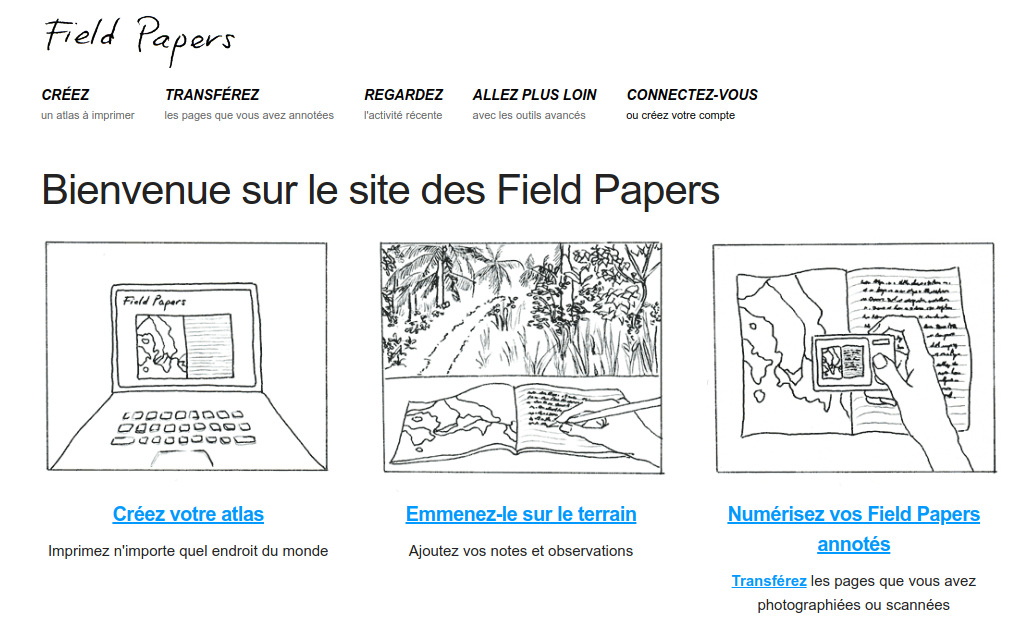 Field Papers
CRÉEZ
un atlas à imprimer
TRANSFÉREZ
les pages que vous avez annotées
REGARDEZ
l'activité récente
ALLEZ PLUS LOIN
avec les outils avancés
CONNECTEZ-VOUS
ou créez votre compte
Bienvenue sur le site des Field Papers
Field Papers
Créez votre atlas
Imprimez n'importe quel endroit du monde
Emmenez-le sur le terrain
Ajoutez vos notes et observations
Numérisez vos Field Papers
annotés
Transférez les pages que vous avez
photographiées ou scannées